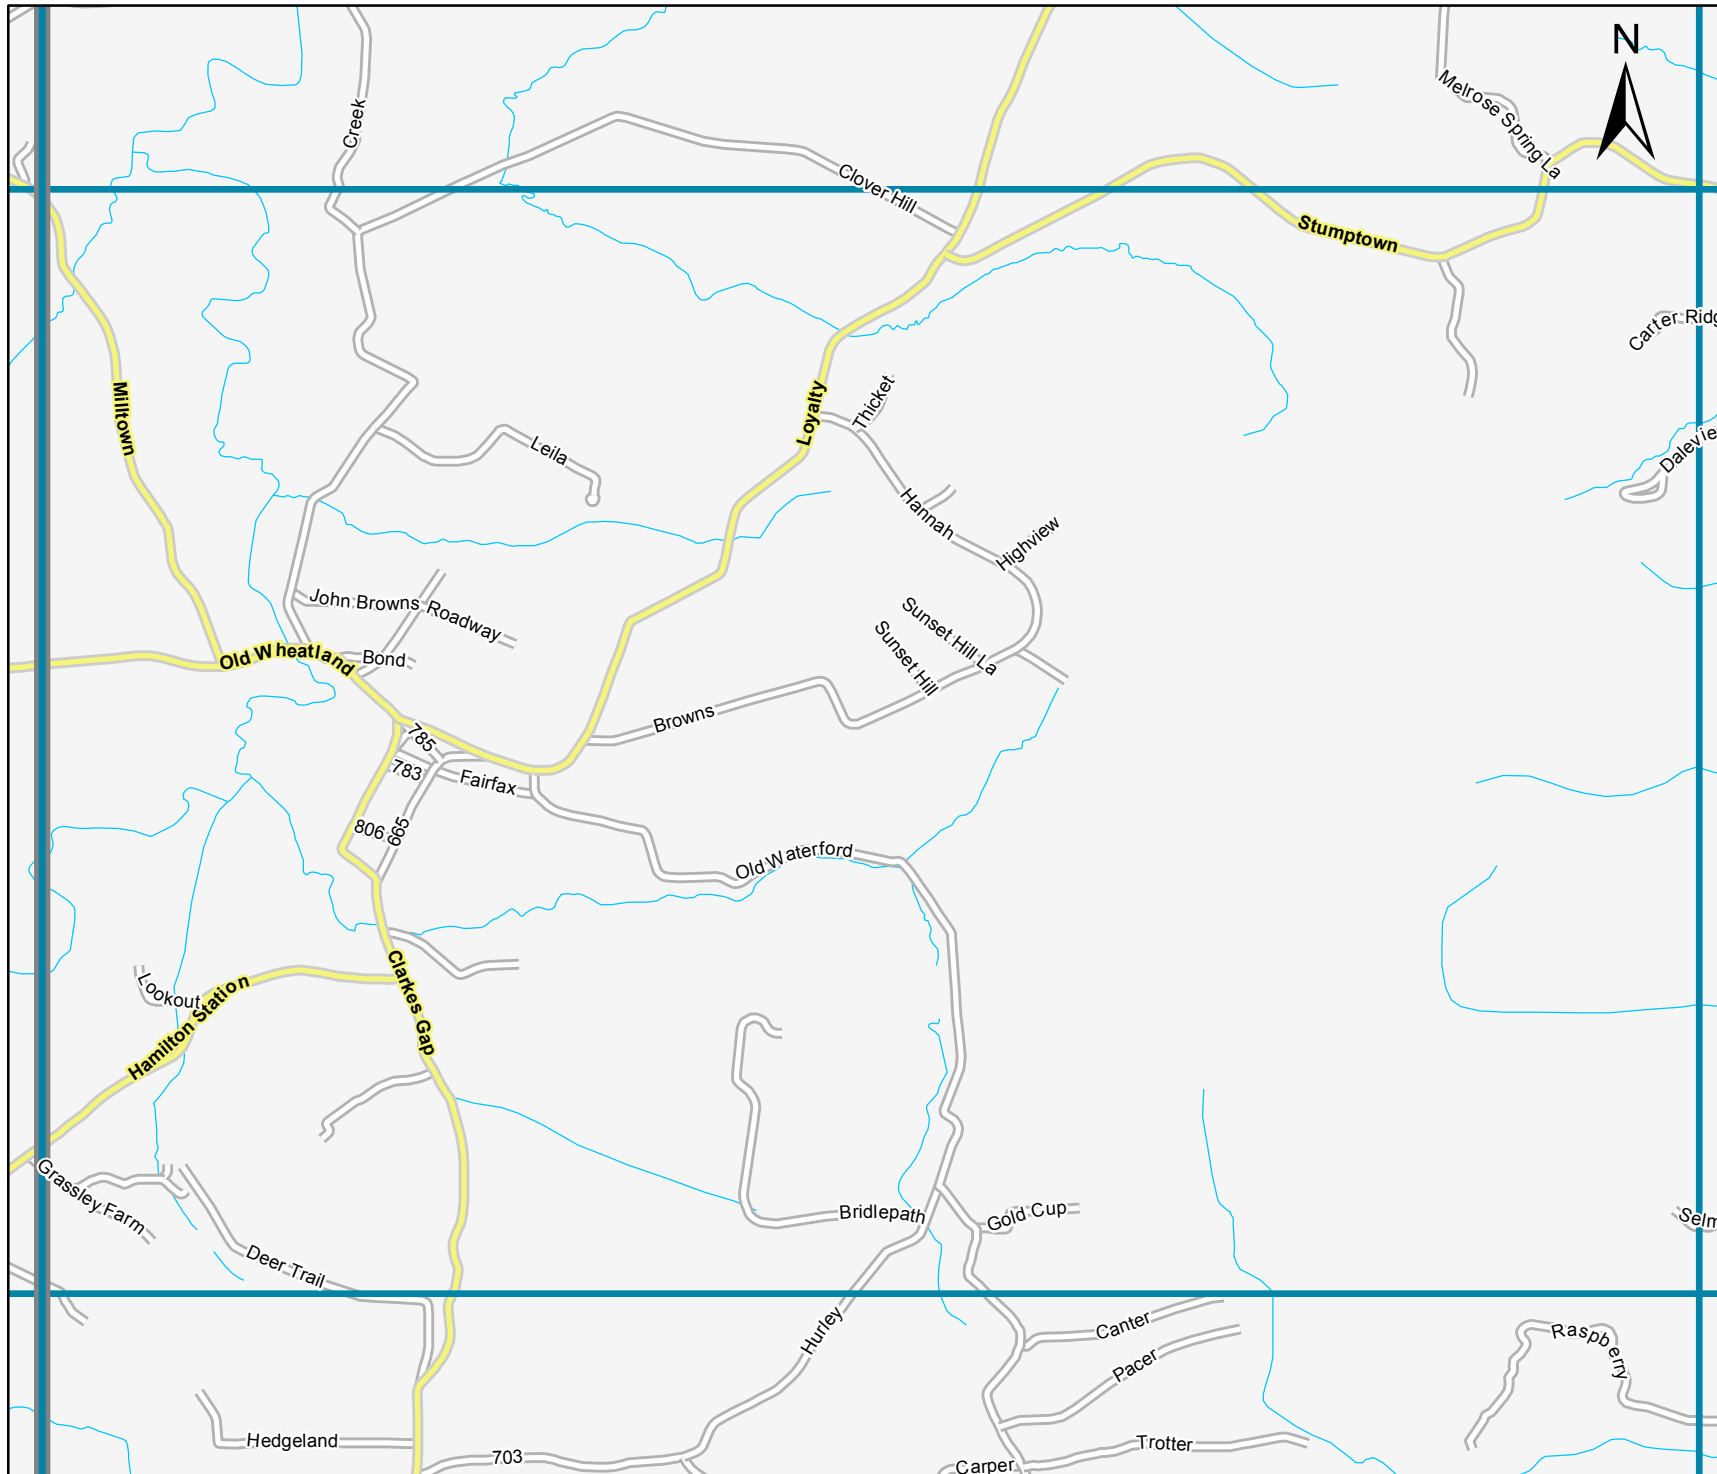 N
Melrose Spring La
Creek
Clover Hill
Stumptown
Carter Ridg
Milltown
Thicket
Loyalty
Leila
Dalevie
Hannah
Highview
John Browns Roadway
Sunset Hill La
Sunset Hill
Old Wheatland
Bond
Browns
785
783
Fairfax
806
665
Old Waterford
Clarkes Gap
Lookout
Hamilton Station
Grassley Farm
Bridlepath
Gold Cup
Selm
Deer Trail
Hurley
Canter
Pacer
Raspberry
Hedgeland
703
Trotter
Carper